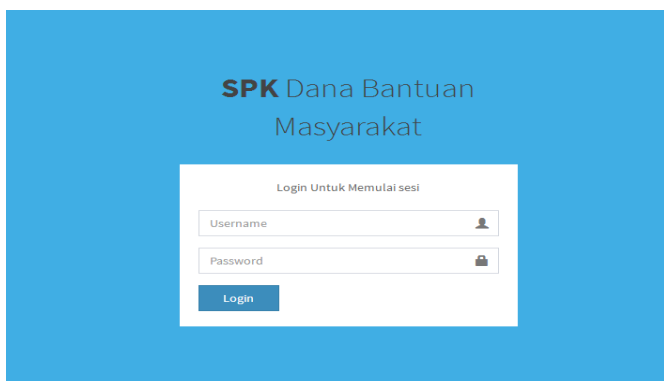 SPK Dana Bantuan
Masyarakat
Login Untuk Memulai sesi
Username
Password
Login